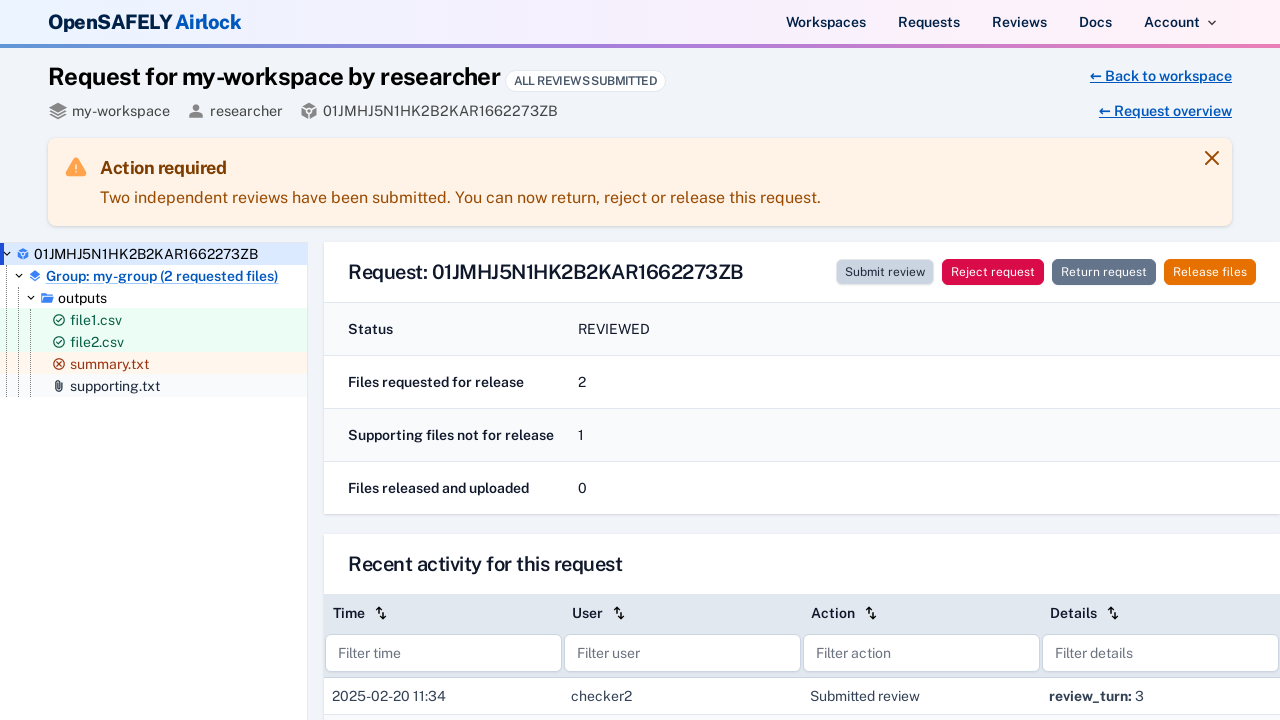 OpenSAFELY Airlock
Workspaces Requests Reviews Docs Account
Request for my-workspace by researcher ALL REVIEWS SUBMITTED
← Back to workspace
my-workspace researcher 01JMHJ5N1HK2B2KAR1662273ZB
← Request overview
Action required
Two independent reviews have been submitted. You can now return, reject or release this request.
01JMHJ5N1HK2B2KAR1662273ZB
Group: my-group (2 requested files)
outputs
file1.csv
file2.csv
summary.txt
supporting.txt
Request: 01JMHJ5N1HK2B2KAR1662273ZB
Submit review Reject request Return request Release files
Status REVIEWED
Files requested for release 2
Supporting files not for release 1
Files released and uploaded 0
Recent activity for this request
Time User Action Details
Filter time Filter user Filter action Filter details
2025-02-20 11:34 checker2 Submitted review review_turn: 3